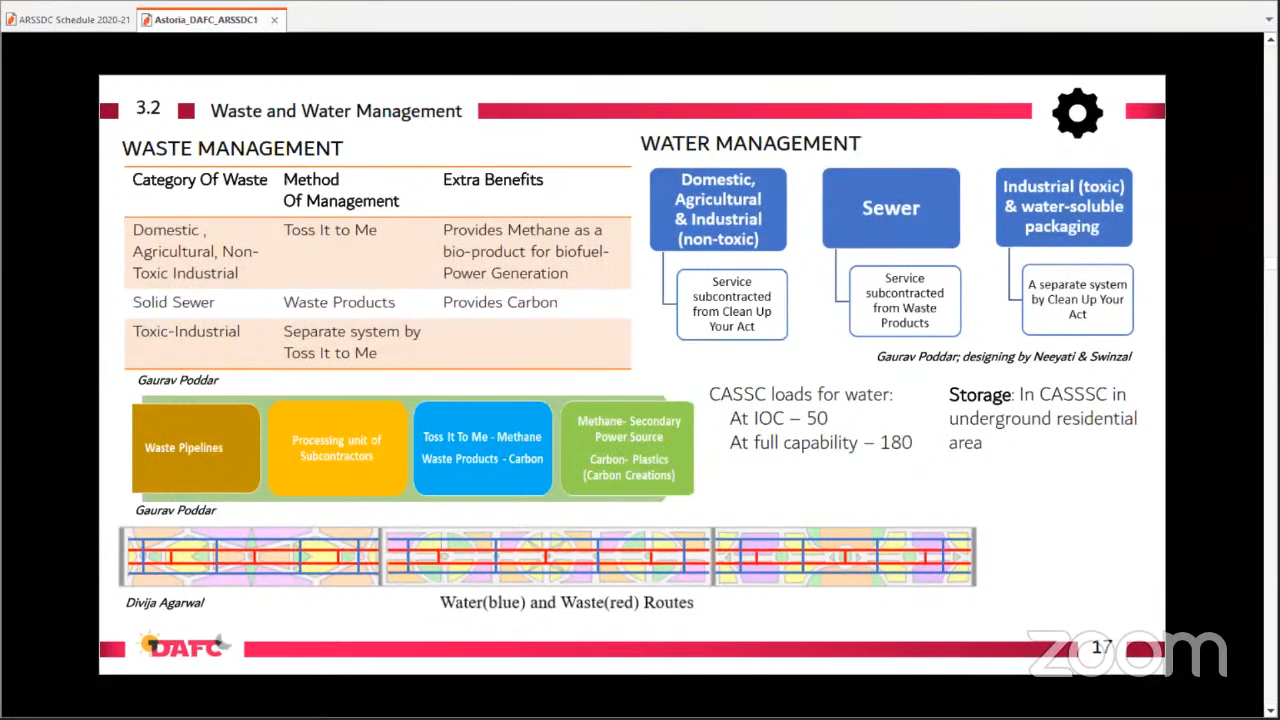 ARSSDC Schedule 2020-21
Astoria_DAFC_ARSSDC1
3.2
Waste and Water Management
WASTE MANAGEMENT
Category Of Waste
Method
Of Management
Extra Benefits
Domestic ,
Agricultural, Non-
Toxic Industrial
Toss It to Me
Provides Methane as a
bio-product for biofuel-
Power Generation
Solid Sewer
Waste Products
Provides Carbon
Toxic-Industrial
Separate system by
Toss It to Me
Gaurav Poddar
WATER MANAGEMENT
Domestic,
Agricultural
& Industrial
(non-toxic)
Service
subcontracted
from Clean Up
Your Act
Sewer
Service
subcontracted
from Waste
Products
Industrial (toxic)
& water-soluble
packaging
A separate system
by Clean Up Your
Act
Gaurav Poddar; designing by Neeyati & Swinzal
Waste Pipelines
Processing unit of
Subcontractors
Toss It To Me - Methane
Waste Products - Carbon
Methane- Secondary
Power Source
Carbon- Plastics
(Carbon Creations)
Gaurav Poddar
CASSC loads for water:
At IOC – 50
At full capability – 180
Storage: In CASSSC in
underground residential
area
Divija Agarwal
Water(blue) and Waste(red) Routes
DAFC
17
zoom